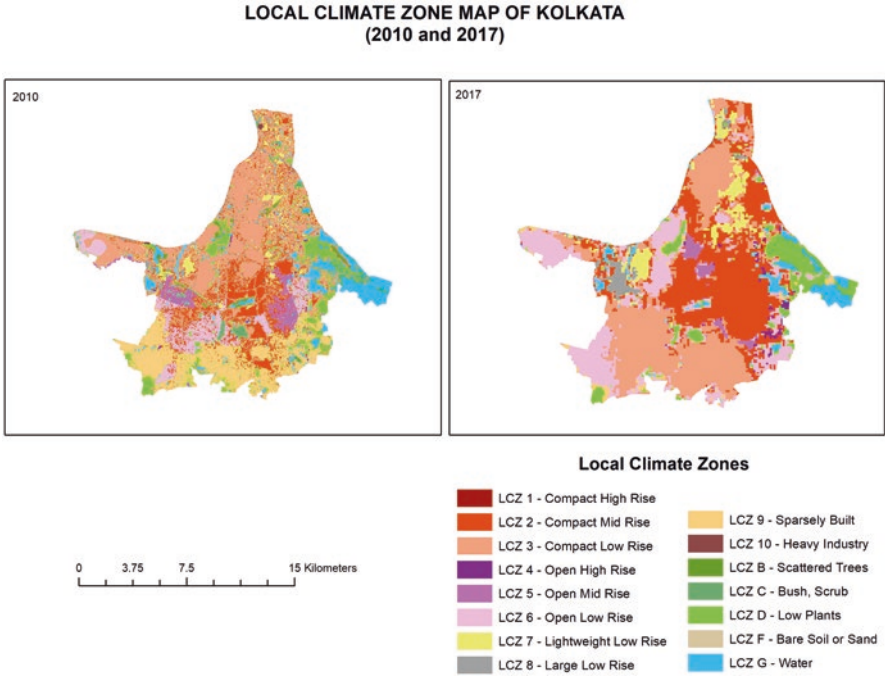 LOCAL CLIMATE ZONE MAP OF KOLKATA
(2010 and 2017)
2010
2017
Local Climate Zones
LCZ 1 - Compact High Rise
LCZ 2 - Compact Mid Rise
LCZ 3 - Compact Low Rise
LCZ 4 - Open High Rise
LCZ 5 - Open Mid Rise
LCZ 6 - Open Low Rise
LCZ 7 - Lightweight Low Rise
LCZ 8 - Large Low Rise
LCZ 9 - Sparsely Built
LCZ 10 - Heavy Industry
LCZ B - Scattered Trees
LCZ C - Bush, Scrub
LCZ D - Low Plants
LCZ F - Bare Soil or Sand
LCZ G - Water
0 3.75 7.5 15 Kilometers